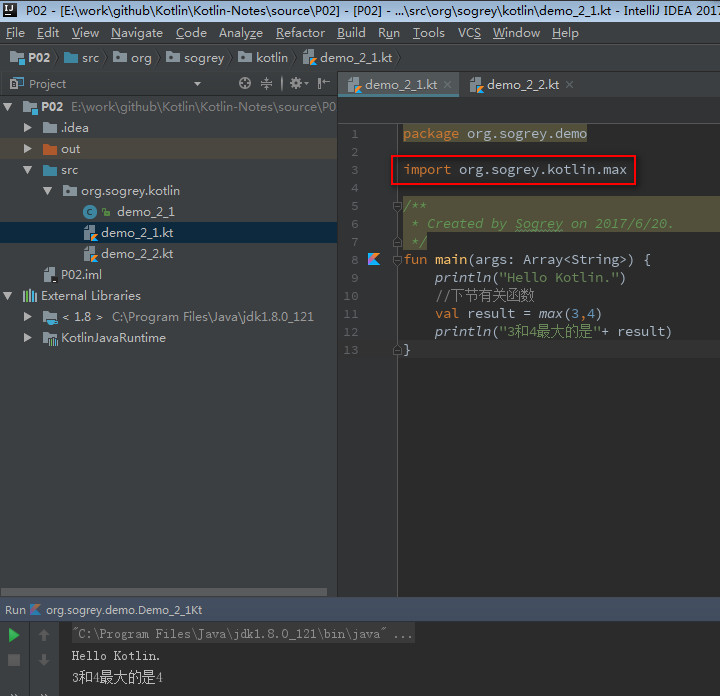 P02 - [E:\work\github\Kotlin\Kotlin-Notes\source\P02] - [P02] - ...\src\org\sogrey\kotlin\demo_2_1.kt - IntelliJ IDEA 2017
File Edit View Navigate Code Analyze Refactor Build Run Tools VCS Window Help
P02 src org sogrey kotlin demo_2_1.kt
Project
demo_2_1.kt demo_2_2.kt
P02 E:\work\github\Kotlin\Kotlin-Notes\source\P0
.idea
out
src
org.sogrey.kotlin
demo_2_1
demo_2_1.kt
demo_2_2.kt
P02.iml
External Libraries
< 1.8 > C:\Program Files\Java\jdk1.8.0_121
KotlinJavaRuntime
1 package org.sogrey.demo
2
3 import org.sogrey.kotlin.max
4
5 /**
6 * Created by Sogrey on 2017/6/20.
7 */
8 fun main(args: Array<String>) {
9 println("Hello Kotlin.")
10 //下节有关函数
11 val result = max(3,4)
12 println("3和4最大的是"+ result)
13 }
Run org.sogrey.demo.Demo_2_1Kt
"C:\Program Files\Java\jdk1.8.0_121\bin\java" ...
Hello Kotlin.
3和4最大的是4